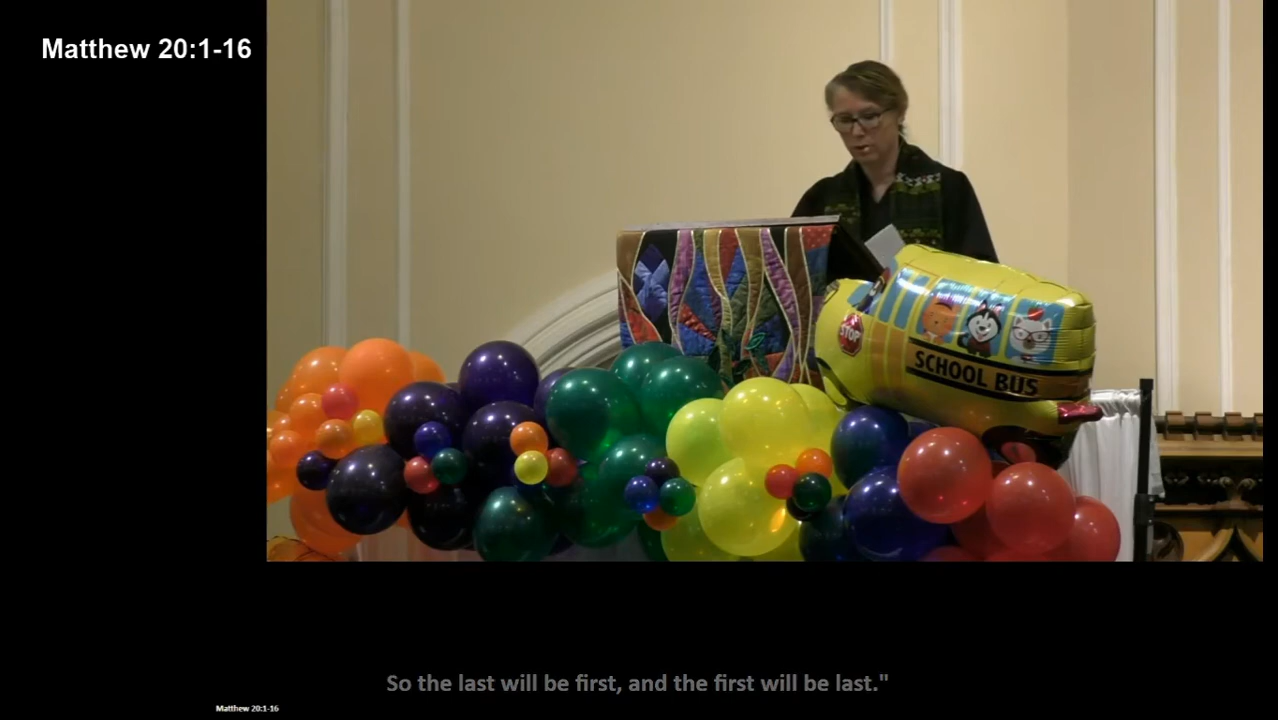 Matthew 20:1-16
STOP
SCHOOL BUS
So the last will be first, and the first will be last."
Matthew 20:1-16